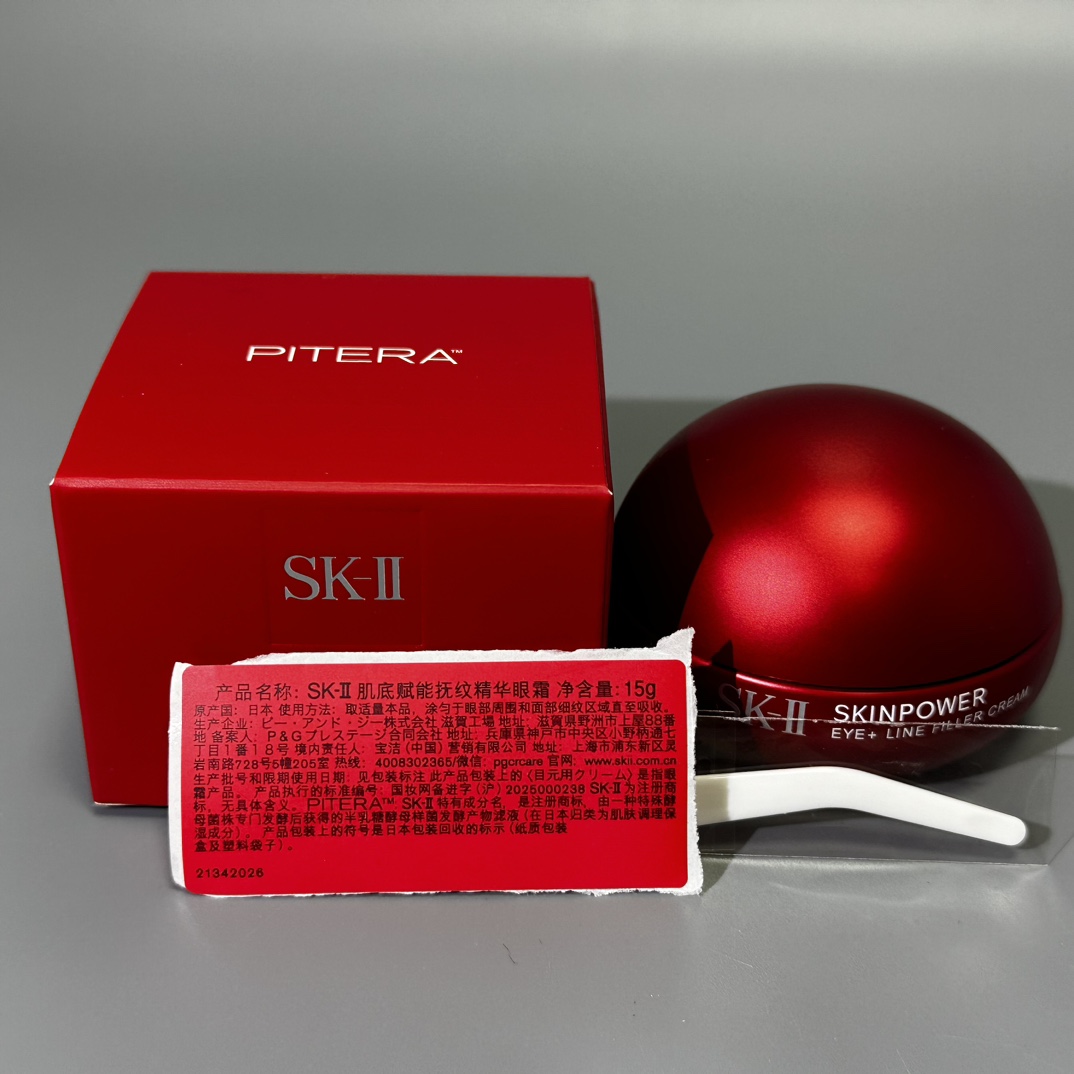 PITERA™
SK-II
SK-II
SKINPOWER
EYE+ LINE FILLER CREAM
产品名称: SK-II 肌底赋能抚纹精华眼霜 净含量: 15g
原产国: 日本 使用方法: 取适量本品，涂匀于眼部周围和面部细纹区域直至吸收。
生产企业: ピー・アンド・ジー株式会社 滋賀工場 地址: 滋賀県野洲市上屋88番
地 备案人: P&Gプレステージ合同会社 地址: 兵庫県神戸市中央区小野柄通七
丁目1番18号 境内责任人: 宝洁(中国)营销有限公司 地址: 上海市浦东新区灵
岩南路728号5幢205室 热线: 4008302365/微信: pgcrcare 官网: www.skii.com.cn
生产批号和限期使用日期: 见包装标注 此产品包装上的〈目元用クリーム〉是指眼
霜产品。 产品执行的标准编号: 国妆网备进字(沪)2025000238 SK-II为注册商
标，无具体含义。 PITERA™ SK-II特有成分名，是注册商标，由一种特殊酵
母菌株专门发酵后获得的半乳糖酵母样菌发酵产物滤液(在日本归类为肌肤调理保
湿成分)。 产品包装上的符号是日本包装回收的标示(纸质包装
盒及塑料袋子)。
21342026